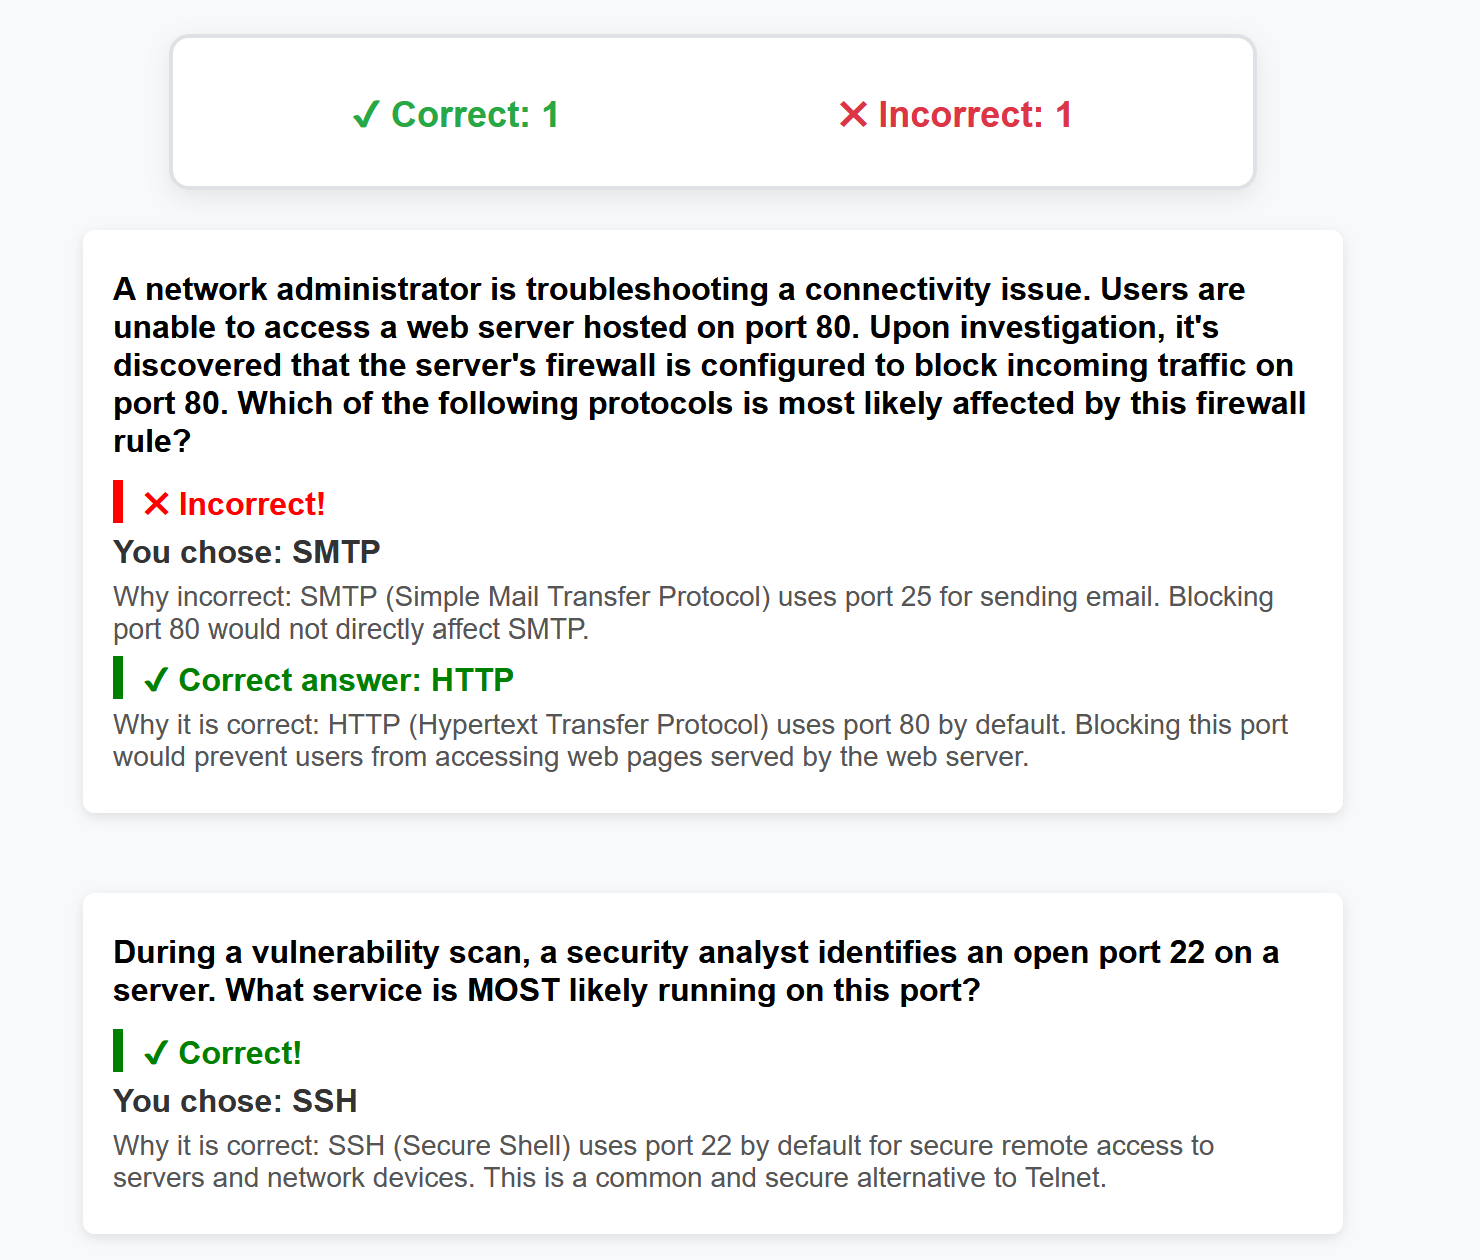 ✓ Correct: 1
✕ Incorrect: 1
A network administrator is troubleshooting a connectivity issue. Users are
unable to access a web server hosted on port 80. Upon investigation, it's
discovered that the server's firewall is configured to block incoming traffic on
port 80. Which of the following protocols is most likely affected by this firewall
rule?
✕ Incorrect!
You chose: SMTP
Why incorrect: SMTP (Simple Mail Transfer Protocol) uses port 25 for sending email. Blocking
port 80 would not directly affect SMTP.
✓ Correct answer: HTTP
Why it is correct: HTTP (Hypertext Transfer Protocol) uses port 80 by default. Blocking this port
would prevent users from accessing web pages served by the web server.
During a vulnerability scan, a security analyst identifies an open port 22 on a
server. What service is MOST likely running on this port?
✓ Correct!
You chose: SSH
Why it is correct: SSH (Secure Shell) uses port 22 by default for secure remote access to
servers and network devices. This is a common and secure alternative to Telnet.